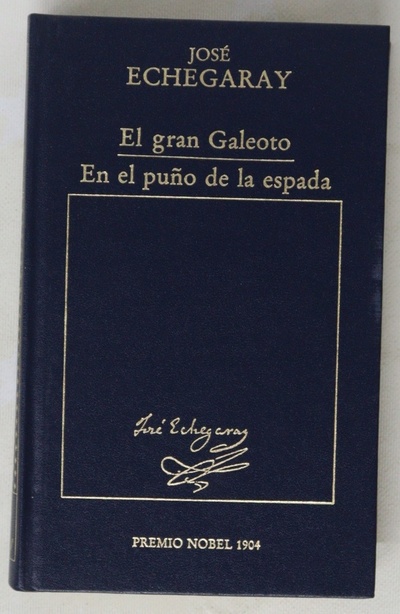 JOSÉ
ECHEGARAY
El gran Galeoto
En el puño de la espada
José Echegaray
PREMIO NOBEL 1904